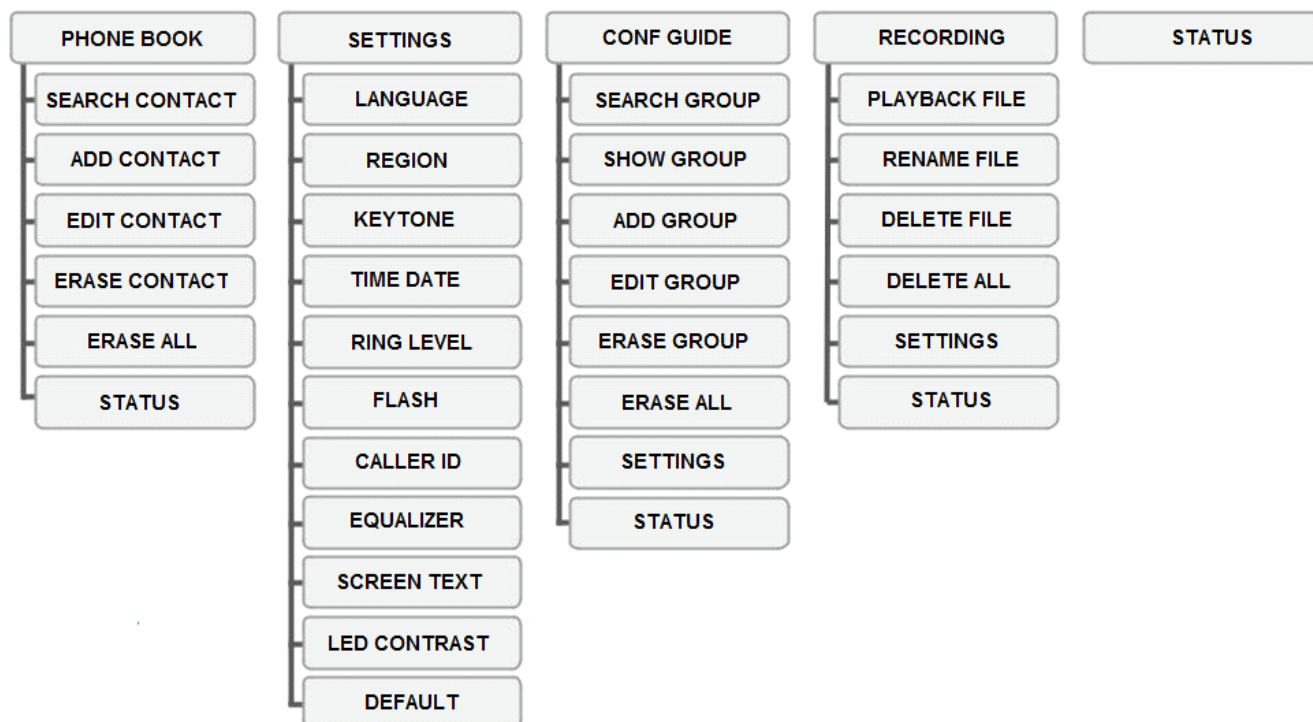 PHONE BOOK
SEARCH CONTACT
ADD CONTACT
EDIT CONTACT
ERASE CONTACT
ERASE ALL
STATUS
SETTINGS
LANGUAGE
REGION
KEYTONE
TIME DATE
RING LEVEL
FLASH
CALLER ID
EQUALIZER
SCREEN TEXT
LED CONTRAST
DEFAULT
CONF GUIDE
SEARCH GROUP
SHOW GROUP
ADD GROUP
EDIT GROUP
ERASE GROUP
ERASE ALL
SETTINGS
STATUS
RECORDING
PLAYBACK FILE
RENAME FILE
DELETE FILE
DELETE ALL
SETTINGS
STATUS
STATUS